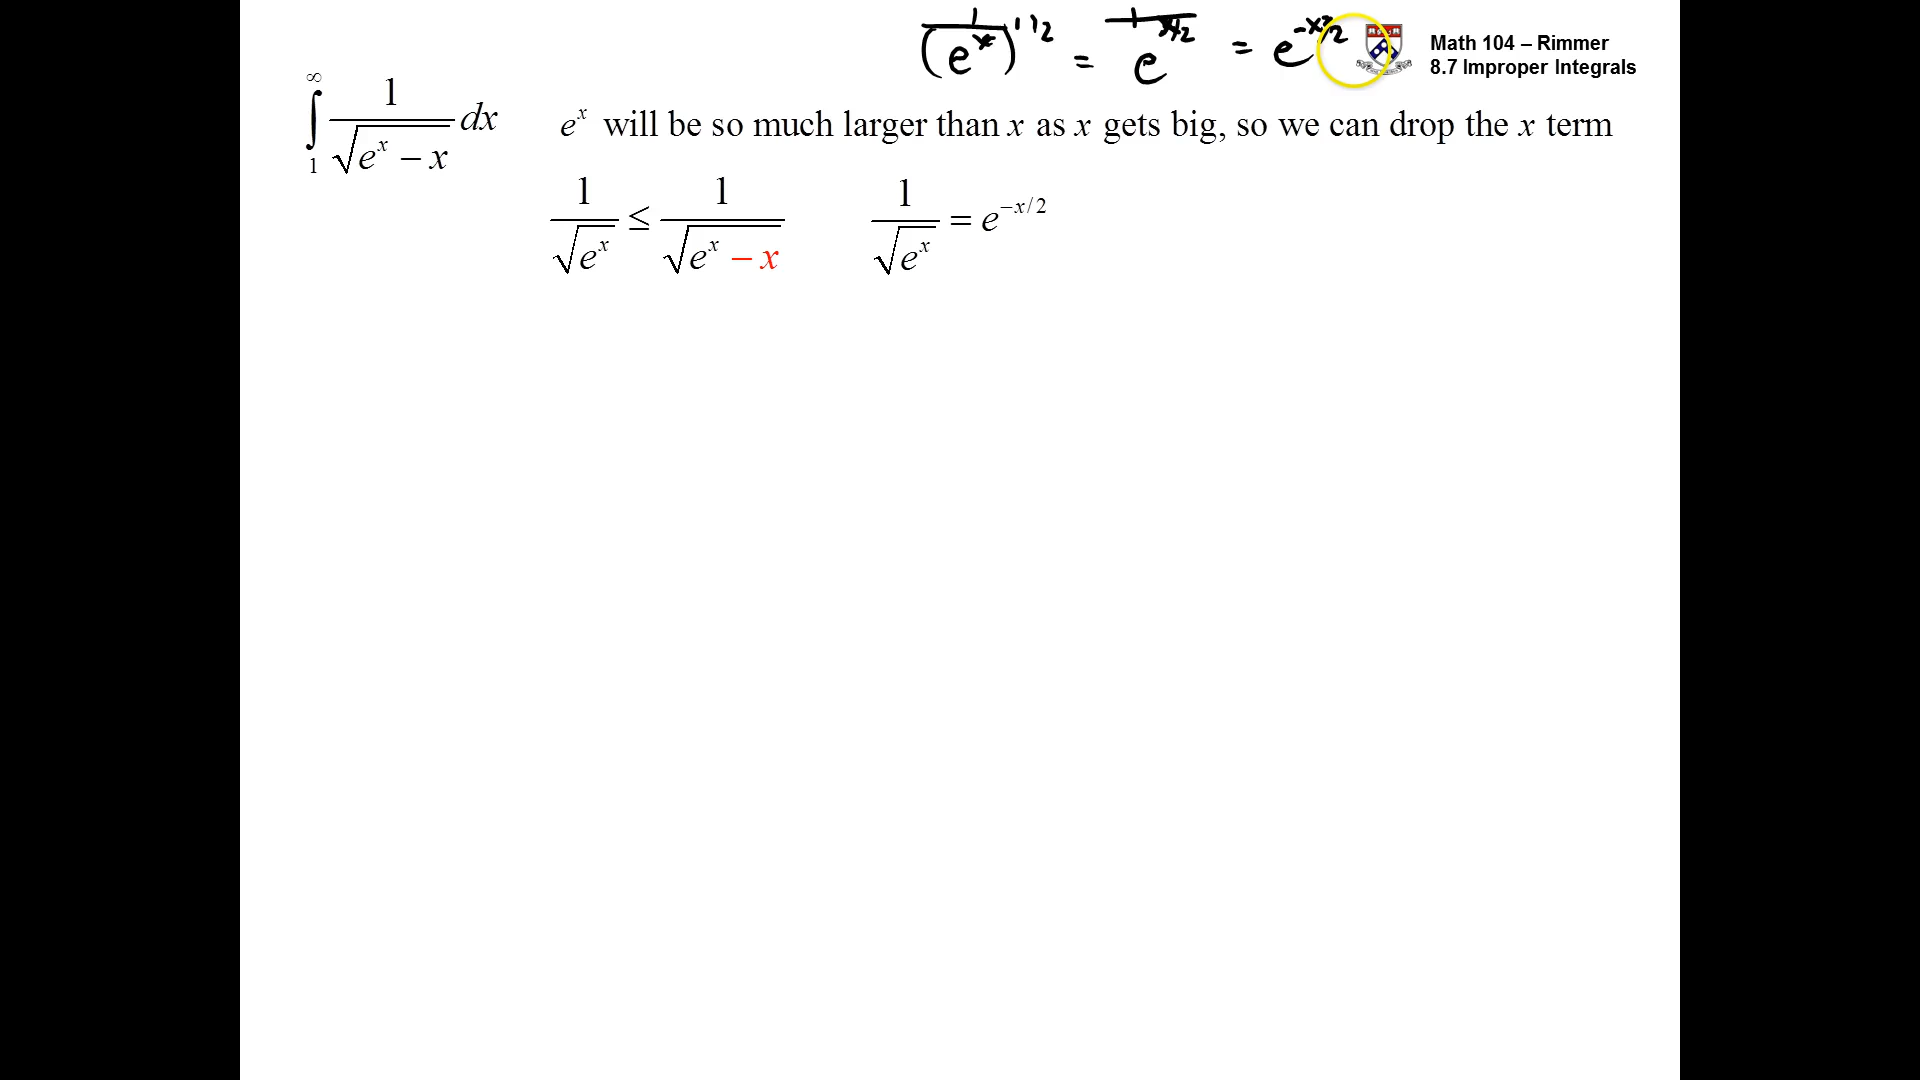 1/(e^x)^1/2 = 1/e^x/2 = e^-x/2
Math 104 – Rimmer
8.7 Improper Integrals
∫₁^∞ 1/√(e^x − x) dx e^x will be so much larger than x as x gets big, so we can drop the x term
1/√(e^x) ≤ 1/√(e^x − x) 1/√(e^x) = e^−x/2